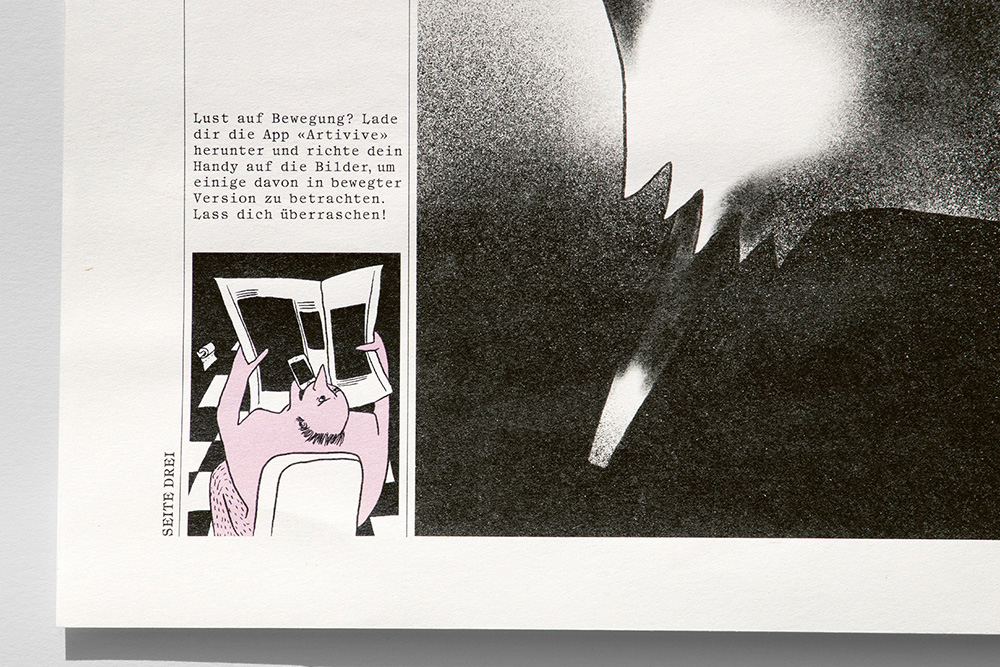 Lust auf Bewegung? Lade
dir die App «Artivive»
herunter und richte dein
Handy auf die Bilder, um
einige davon in bewegter
Version zu betrachten.
Lass dich überraschen!
SEITE DREI